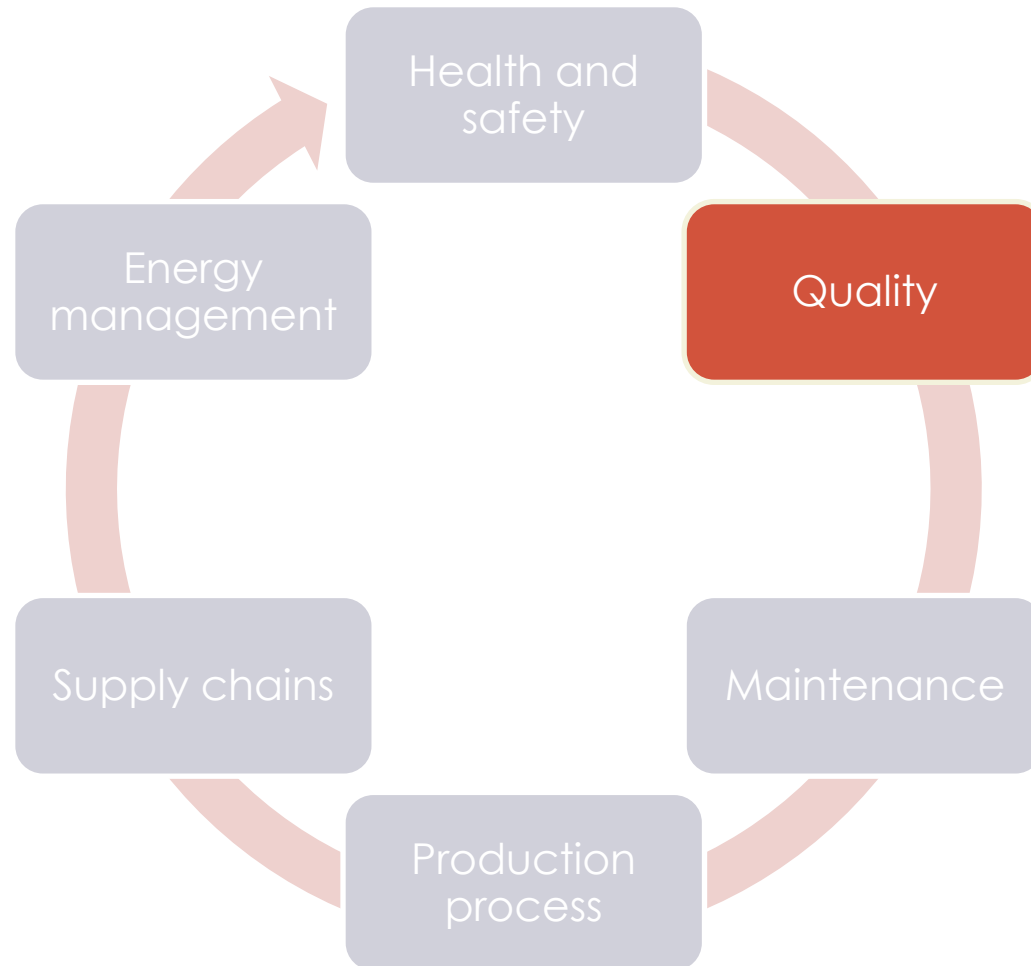 Health and
safety
Quality
Maintenance
Production
process
Supply chains
Energy
management